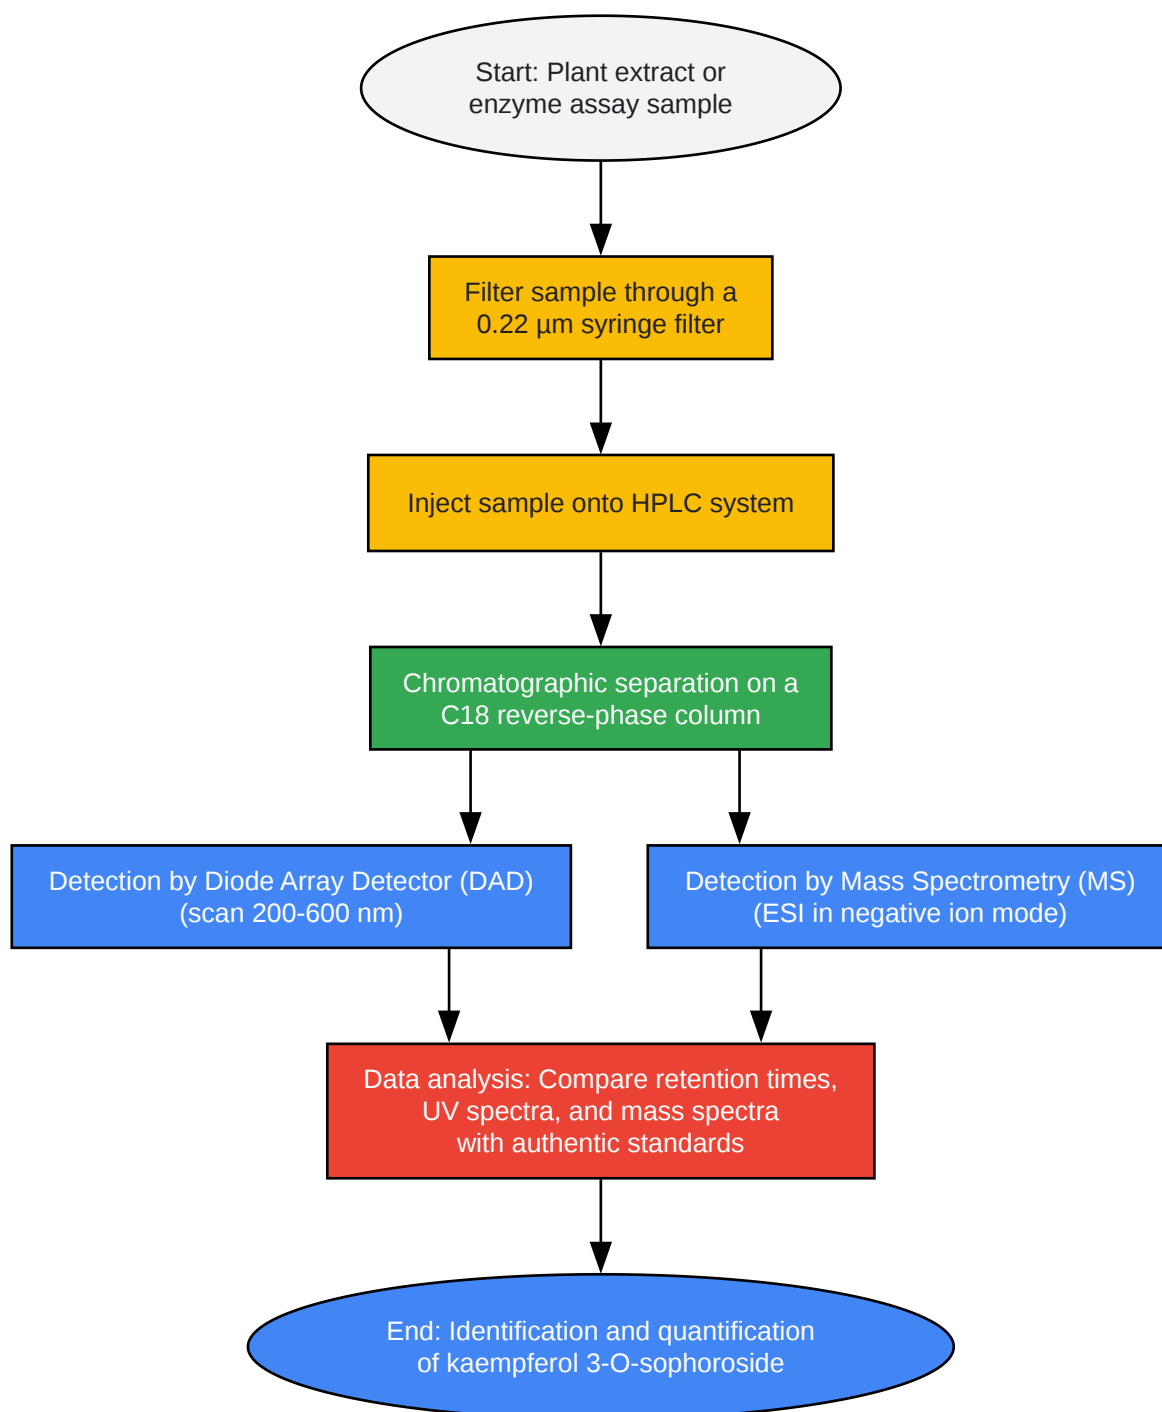 Start: Plant extract or
enzyme assay sample
Filter sample through a
0.22 µm syringe filter
Inject sample onto HPLC system
Chromatographic separation on a
C18 reverse-phase column
Detection by Diode Array Detector (DAD)
(scan 200-600 nm)
Detection by Mass Spectrometry (MS)
(ESI in negative ion mode)
Data analysis: Compare retention times,
UV spectra, and mass spectra
with authentic standards
End: Identification and quantification
of kaempferol 3-O-sophoroside